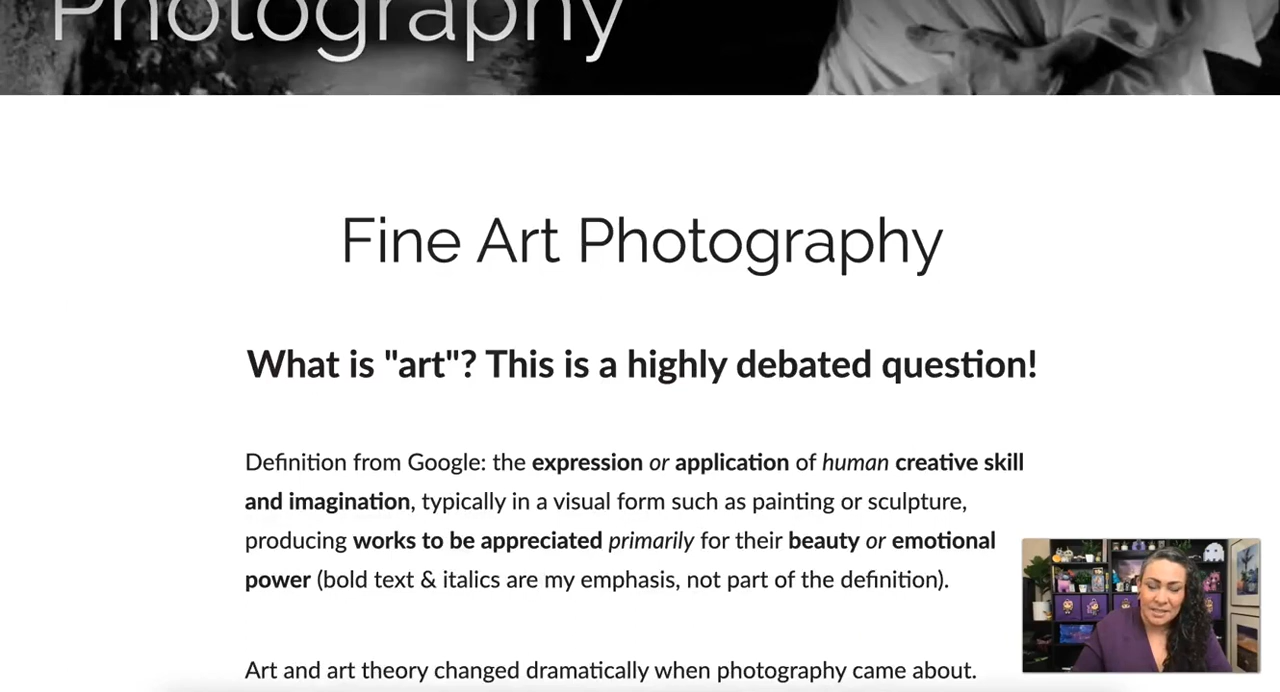 Photography
Fine Art Photography
What is "art"? This is a highly debated question!
Definition from Google: the expression or application of human creative skill
and imagination, typically in a visual form such as painting or sculpture,
producing works to be appreciated primarily for their beauty or emotional
power (bold text & italics are my emphasis, not part of the definition).
Art and art theory changed dramatically when photography came about.